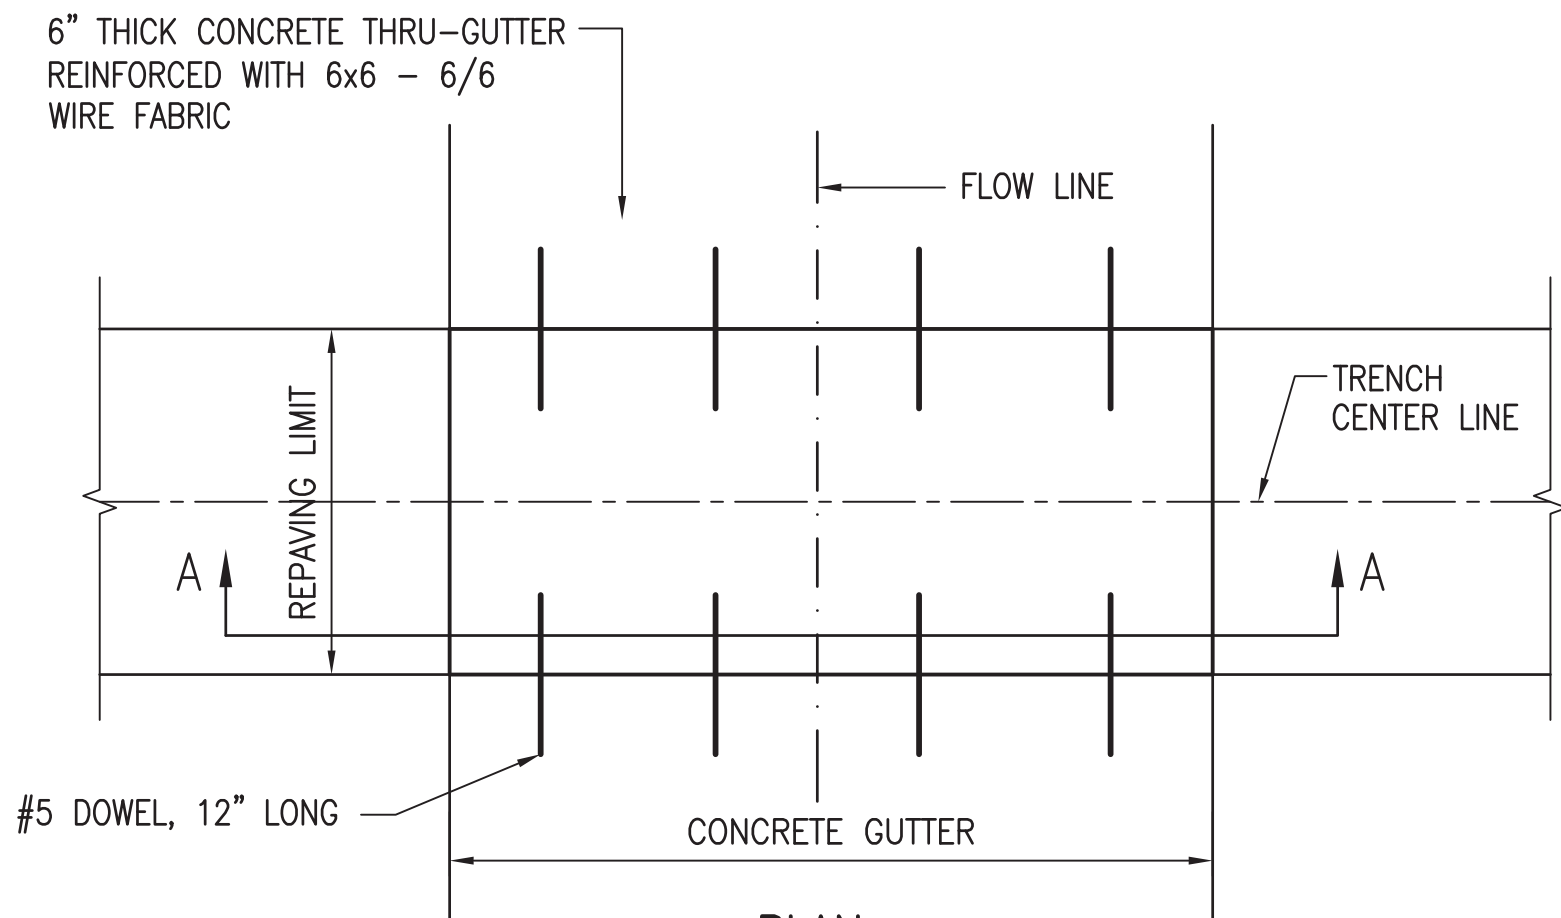 6" THICK CONCRETE THRU-GUTTER
REINFORCED WITH 6x6 - 6/6
WIRE FABRIC
FLOW LINE
TRENCH
CENTER LINE
REPAVING LIMIT
A
A
#5 DOWEL, 12" LONG
CONCRETE GUTTER
PLAN